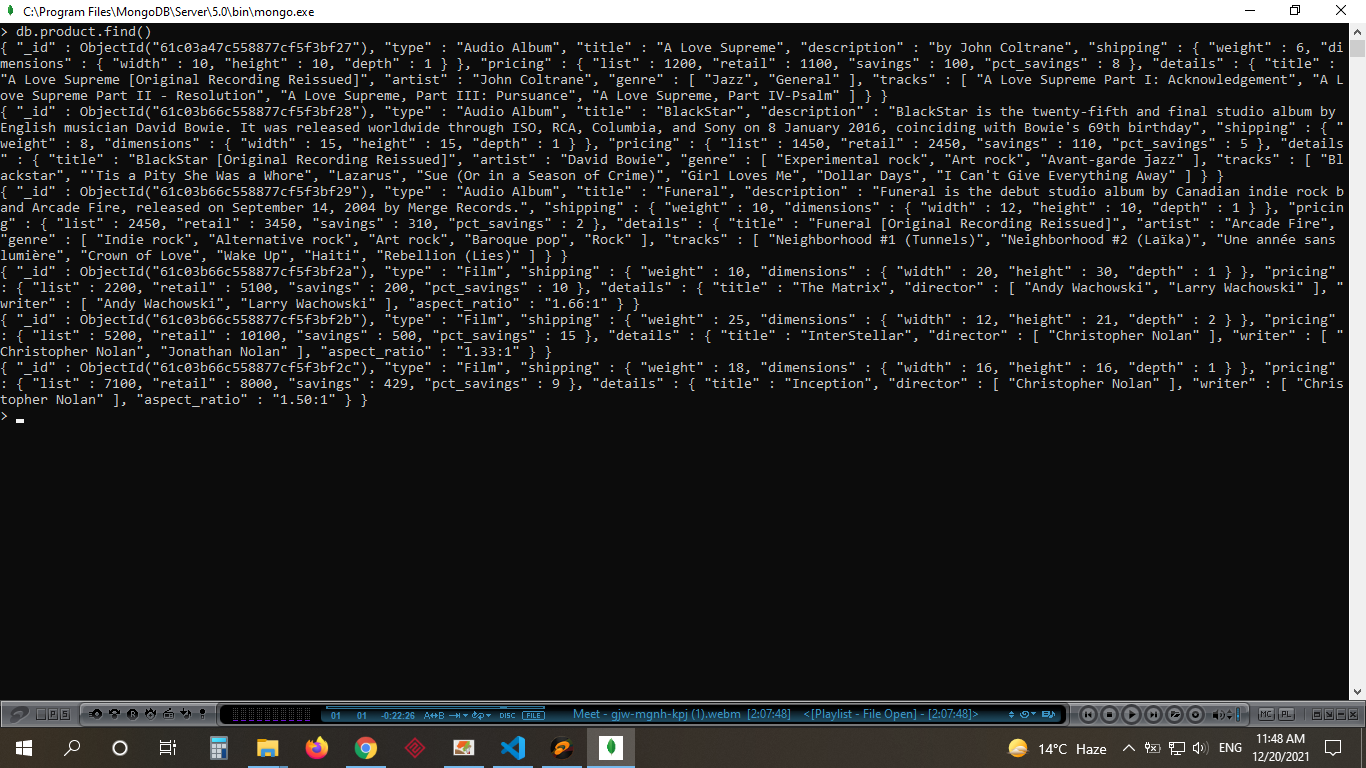 C:\Program Files\MongoDB\Server\5.0\bin\mongo.exe
> db.product.find()
{ "_id" : ObjectId("61c03a47c558877cf5f3bf27"), "type" : "Audio Album", "title" : "A Love Supreme", "description" : "by John Coltrane", "shipping" : { "weight" : 6, "di
mensions" : { "width" : 10, "height" : 10, "depth" : 1 } }, "pricing" : { "list" : 1200, "retail" : 1100, "savings" : 100, "pct_savings" : 8 }, "details" : { "title" :
"A Love Supreme [Original Recording Reissued]", "artist" : "John Coltrane", "genre" : [ "Jazz", "General" ], "tracks" : [ "A Love Supreme Part I: Acknowledgement", "A L
ove Supreme Part II - Resolution", "A Love Supreme, Part III: Pursuance", "A Love Supreme, Part IV-Psalm" ] } }
{ "_id" : ObjectId("61c03b66c558877cf5f3bf28"), "type" : "Audio Album", "title" : "BlackStar", "description" : "BlackStar is the twenty-fifth and final studio album by
English musician David Bowie. It was released worldwide through ISO, RCA, Columbia, and Sony on 8 January 2016, coinciding with Bowie's 69th birthday", "shipping" : { "
weight" : 8, "dimensions" : { "width" : 15, "height" : 15, "depth" : 1 } }, "pricing" : { "list" : 1450, "retail" : 2450, "savings" : 110, "pct_savings" : 5 }, "details
" : { "title" : "BlackStar [Original Recording Reissued]", "artist" : "David Bowie", "genre" : [ "Experimental rock", "Art rock", "Avant-garde jazz" ], "tracks" : [ "Bl
ackstar", "'Tis a Pity She Was a Whore", "Lazarus", "Sue (Or in a Season of Crime)", "Girl Loves Me", "Dollar Days", "I Can't Give Everything Away" ] } }
{ "_id" : ObjectId("61c03b66c558877cf5f3bf29"), "type" : "Audio Album", "title" : "Funeral", "description" : "Funeral is the debut studio album by Canadian indie rock b
and Arcade Fire, released on September 14, 2004 by Merge Records.", "shipping" : { "weight" : 10, "dimensions" : { "width" : 12, "height" : 10, "depth" : 1 } }, "pricin
g" : { "list" : 2450, "retail" : 3450, "savings" : 310, "pct_savings" : 2 }, "details" : { "title" : "Funeral [Original Recording Reissued]", "artist" : "Arcade Fire",
"genre" : [ "Indie rock", "Alternative rock", "Art rock", "Baroque pop", "Rock" ], "tracks" : [ "Neighborhood #1 (Tunnels)", "Neighborhood #2 (Laïka)", "Une année sans
lumière", "Crown of Love", "Wake Up", "Haiti", "Rebellion (Lies)" ] } }
{ "_id" : ObjectId("61c03b66c558877cf5f3bf2a"), "type" : "Film", "shipping" : { "weight" : 10, "dimensions" : { "width" : 20, "height" : 30, "depth" : 1 } }, "pricing"
: { "list" : 2200, "retail" : 5100, "savings" : 200, "pct_savings" : 10 }, "details" : { "title" : "The Matrix", "director" : [ "Andy Wachowski", "Larry Wachowski" ], "
writer" : [ "Andy Wachowski", "Larry Wachowski" ], "aspect_ratio" : "1.66:1" } }
{ "_id" : ObjectId("61c03b66c558877cf5f3bf2b"), "type" : "Film", "shipping" : { "weight" : 25, "dimensions" : { "width" : 12, "height" : 21, "depth" : 2 } }, "pricing"
: { "list" : 5200, "retail" : 10100, "savings" : 500, "pct_savings" : 15 }, "details" : { "title" : "InterStellar", "director" : [ "Christopher Nolan" ], "writer" : [ "
Christopher Nolan", "Jonathan Nolan" ], "aspect_ratio" : "1.33:1" } }
{ "_id" : ObjectId("61c03b66c558877cf5f3bf2c"), "type" : "Film", "shipping" : { "weight" : 18, "dimensions" : { "width" : 16, "height" : 16, "depth" : 1 } }, "pricing"
: { "list" : 7100, "retail" : 8000, "savings" : 429, "pct_savings" : 9 }, "details" : { "title" : "Inception", "director" : [ "Christopher Nolan" ], "writer" : [ "Chris
topher Nolan" ], "aspect_ratio" : "1.50:1" } }
>
P S 01 01 -0:22:26 A↔B DISC FILE Meet - gjw-mgnh-kpj (1).webm [2:07:48] <[Playlist - File Open] - [2:07:48]> MC PL
14°C Haze ENG 11:48 AM
12/20/2021